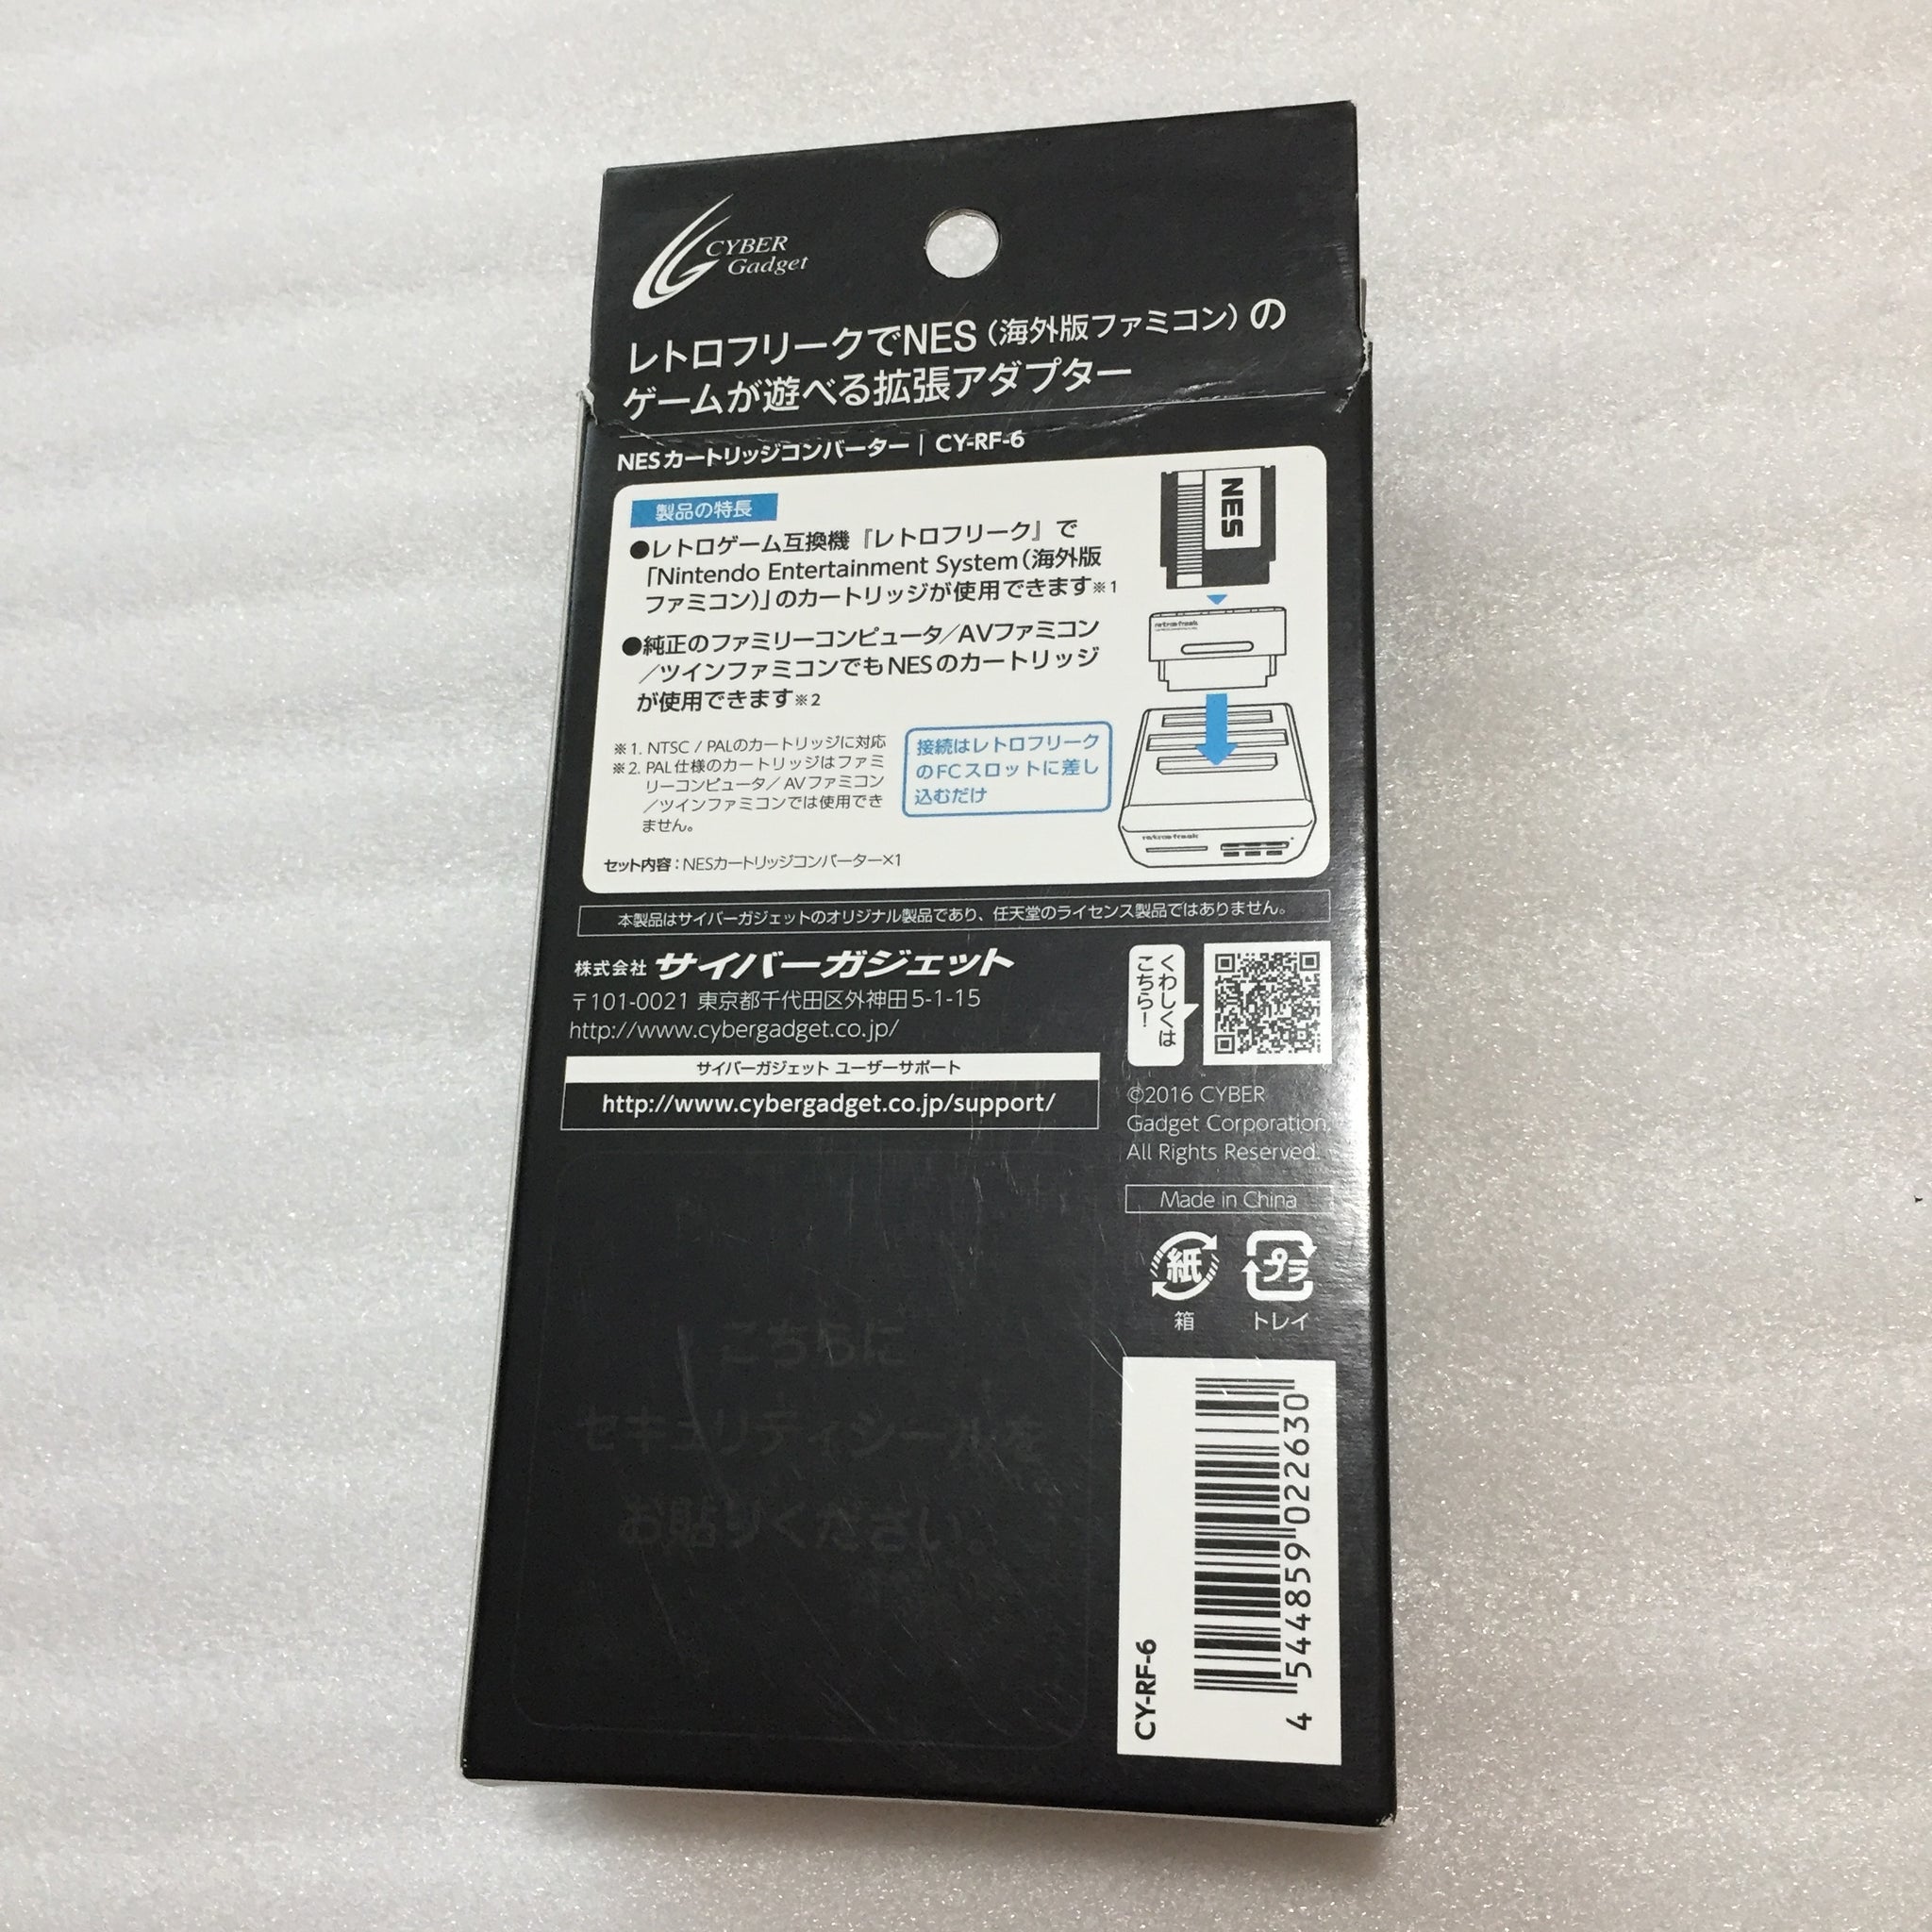 CYBER
Gadget
レトロフリークでNES（海外版ファミコン）の
ゲームが遊べる拡張アダプター
NESカートリッジコンバーター｜CY-RF-6
製品の特長
●レトロゲーム互換機『レトロフリーク』で
「Nintendo Entertainment System（海外版
ファミコン）」のカートリッジが使用できます※1
●純正のファミリーコンピュータ／AVファミコン
／ツインファミコンでもNESのカートリッジ
が使用できます※2
※1. NTSC / PALのカートリッジに対応
※2. PAL仕様のカートリッジはファミ
リーコンピュータ／AVファミコン
／ツインファミコンでは使用でき
ません。
接続はレトロフリーク
のFCスロットに差し
込むだけ
セット内容：NESカートリッジコンバーター×1
NES
retro freak
retro freak
本製品はサイバーガジェットのオリジナル製品であり、任天堂のライセンス製品ではありません。
株式会社 サイバーガジェット
〒101-0021 東京都千代田区外神田5-1-15
http://www.cybergadget.co.jp/
サイバーガジェット ユーザーサポート
http://www.cybergadget.co.jp/support/
くわしくは
こちら！
©2016 CYBER
Gadget Corporation.
All Rights Reserved.
Made in China
紙
プラ
箱
トレイ
こちらに
セキュリティシールを
お貼りください。
CY-RF-6
4 544859 022630